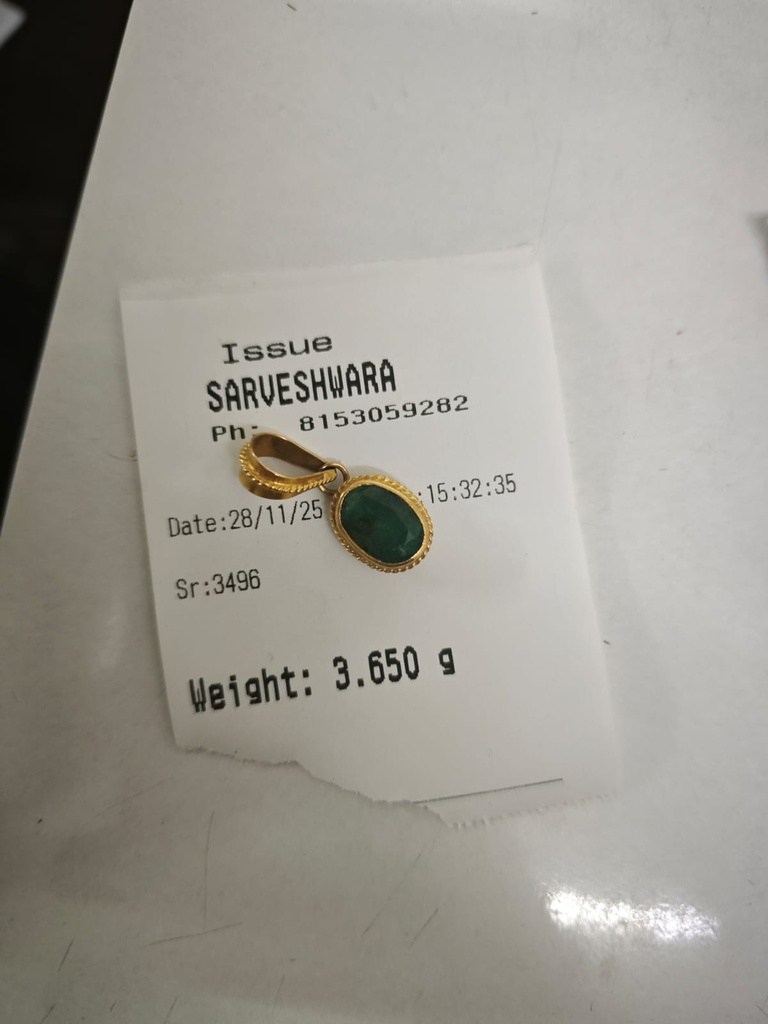 Issue
SARVESHWARA
Ph: 8153059282
Date:28/11/25 :15:32:35
Sr:3496
Weight: 3.650 g